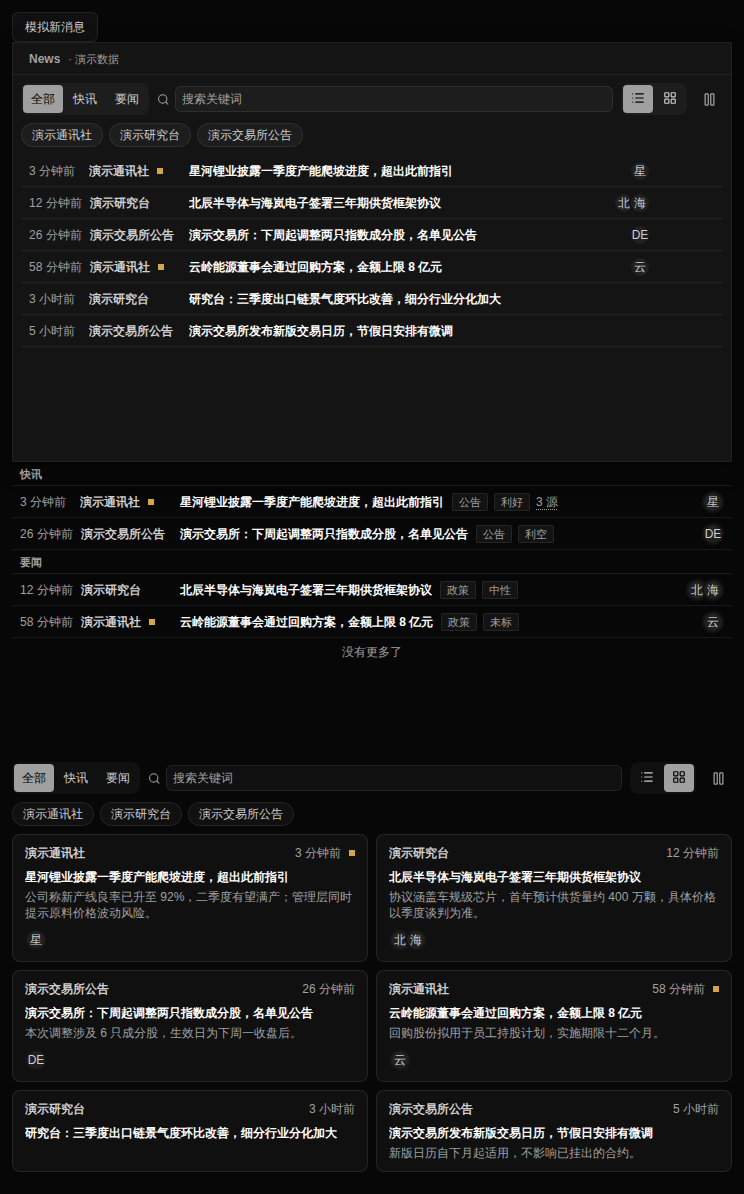 模拟新消息
News · 演示数据
全部 快讯 要闻 搜索关键词
演示通讯社 演示研究台 演示交易所公告
3 分钟前 演示通讯社 星河锂业披露一季度产能爬坡进度，超出此前指引 星
12 分钟前 演示研究台 北辰半导体与海岚电子签署三年期供货框架协议 北 海
26 分钟前 演示交易所公告 演示交易所：下周起调整两只指数成分股，名单见公告 DE
58 分钟前 演示通讯社 云岭能源董事会通过回购方案，金额上限 8 亿元 云
3 小时前 演示研究台 研究台：三季度出口链景气度环比改善，细分行业分化加大
5 小时前 演示交易所公告 演示交易所发布新版交易日历，节假日安排有微调
快讯
3 分钟前 演示通讯社 星河锂业披露一季度产能爬坡进度，超出此前指引 公告 利好 3 源 星
26 分钟前 演示交易所公告 演示交易所：下周起调整两只指数成分股，名单见公告 公告 利空 DE
要闻
12 分钟前 演示研究台 北辰半导体与海岚电子签署三年期供货框架协议 政策 中性 北 海
58 分钟前 演示通讯社 云岭能源董事会通过回购方案，金额上限 8 亿元 政策 未标 云
没有更多了
全部 快讯 要闻 搜索关键词
演示通讯社 演示研究台 演示交易所公告
演示通讯社 3 分钟前
星河锂业披露一季度产能爬坡进度，超出此前指引
公司称新产线良率已升至 92%，二季度有望满产；管理层同时
提示原料价格波动风险。
星
演示研究台 12 分钟前
北辰半导体与海岚电子签署三年期供货框架协议
协议涵盖车规级芯片，首年预计供货量约 400 万颗，具体价格
以季度谈判为准。
北 海
演示交易所公告 26 分钟前
演示交易所：下周起调整两只指数成分股，名单见公告
本次调整涉及 6 只成分股，生效日为下周一收盘后。
DE
演示通讯社 58 分钟前
云岭能源董事会通过回购方案，金额上限 8 亿元
回购股份拟用于员工持股计划，实施期限十二个月。
云
演示研究台 3 小时前
研究台：三季度出口链景气度环比改善，细分行业分化加大
演示交易所公告 5 小时前
演示交易所发布新版交易日历，节假日安排有微调
新版日历自下月起适用，不影响已挂出的合约。